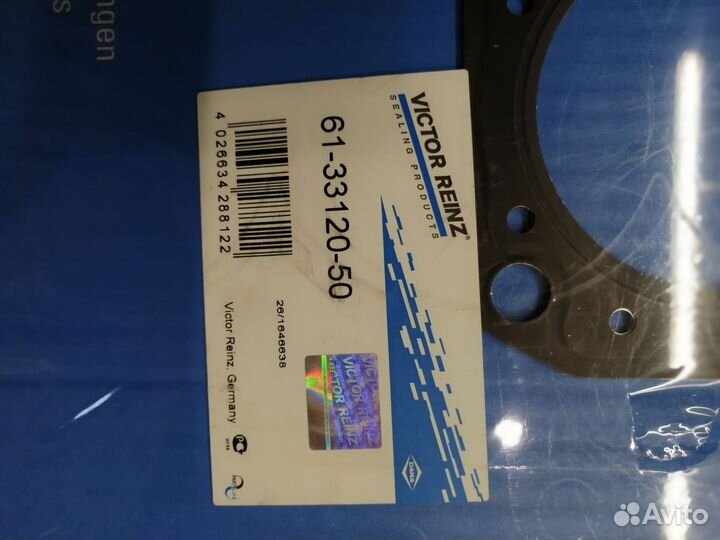 ngen
s
VICTOR REINZ®
SEALING PRODUCTS
61-33120-50
4 026634 288122
26/1646638
VICTOR REINZ
Victor Reinz, Germany
DANA
Avito